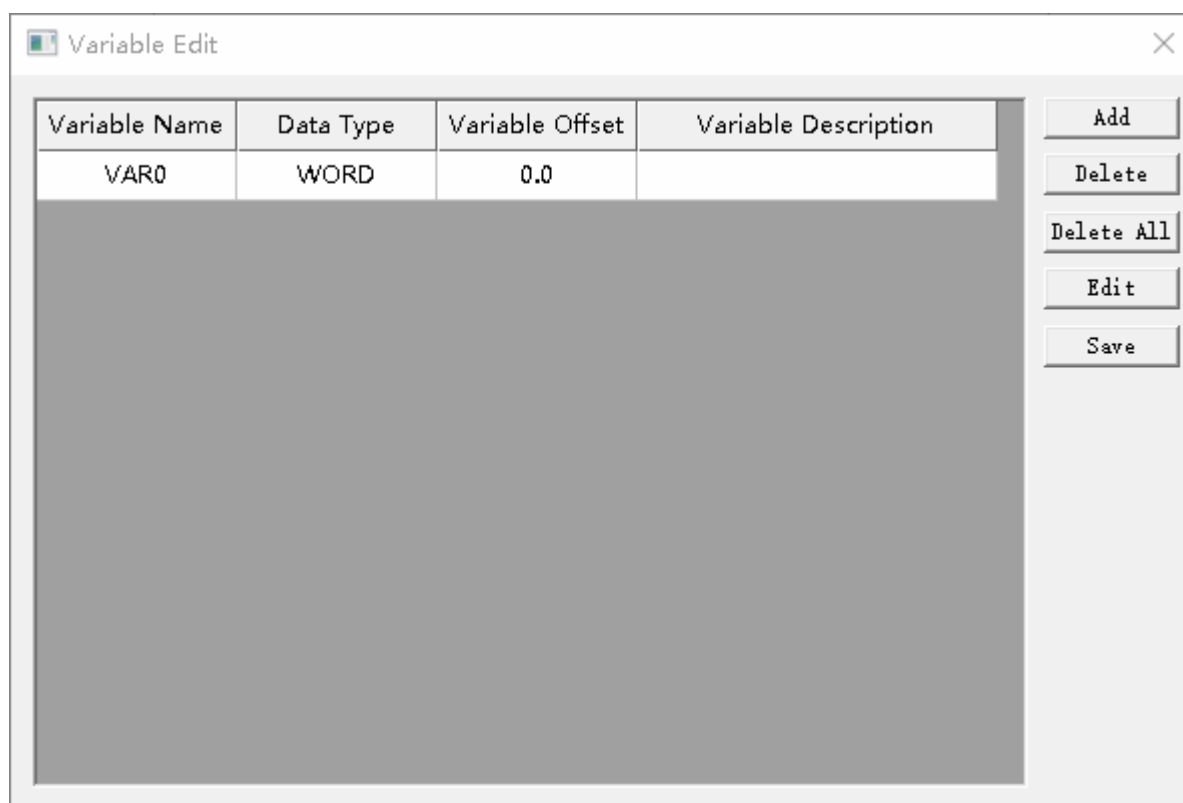 Variable Edit
Variable Name Data Type Variable Offset Variable Description
VAR0 WORD 0.0
Add
Delete
Delete All
Edit
Save